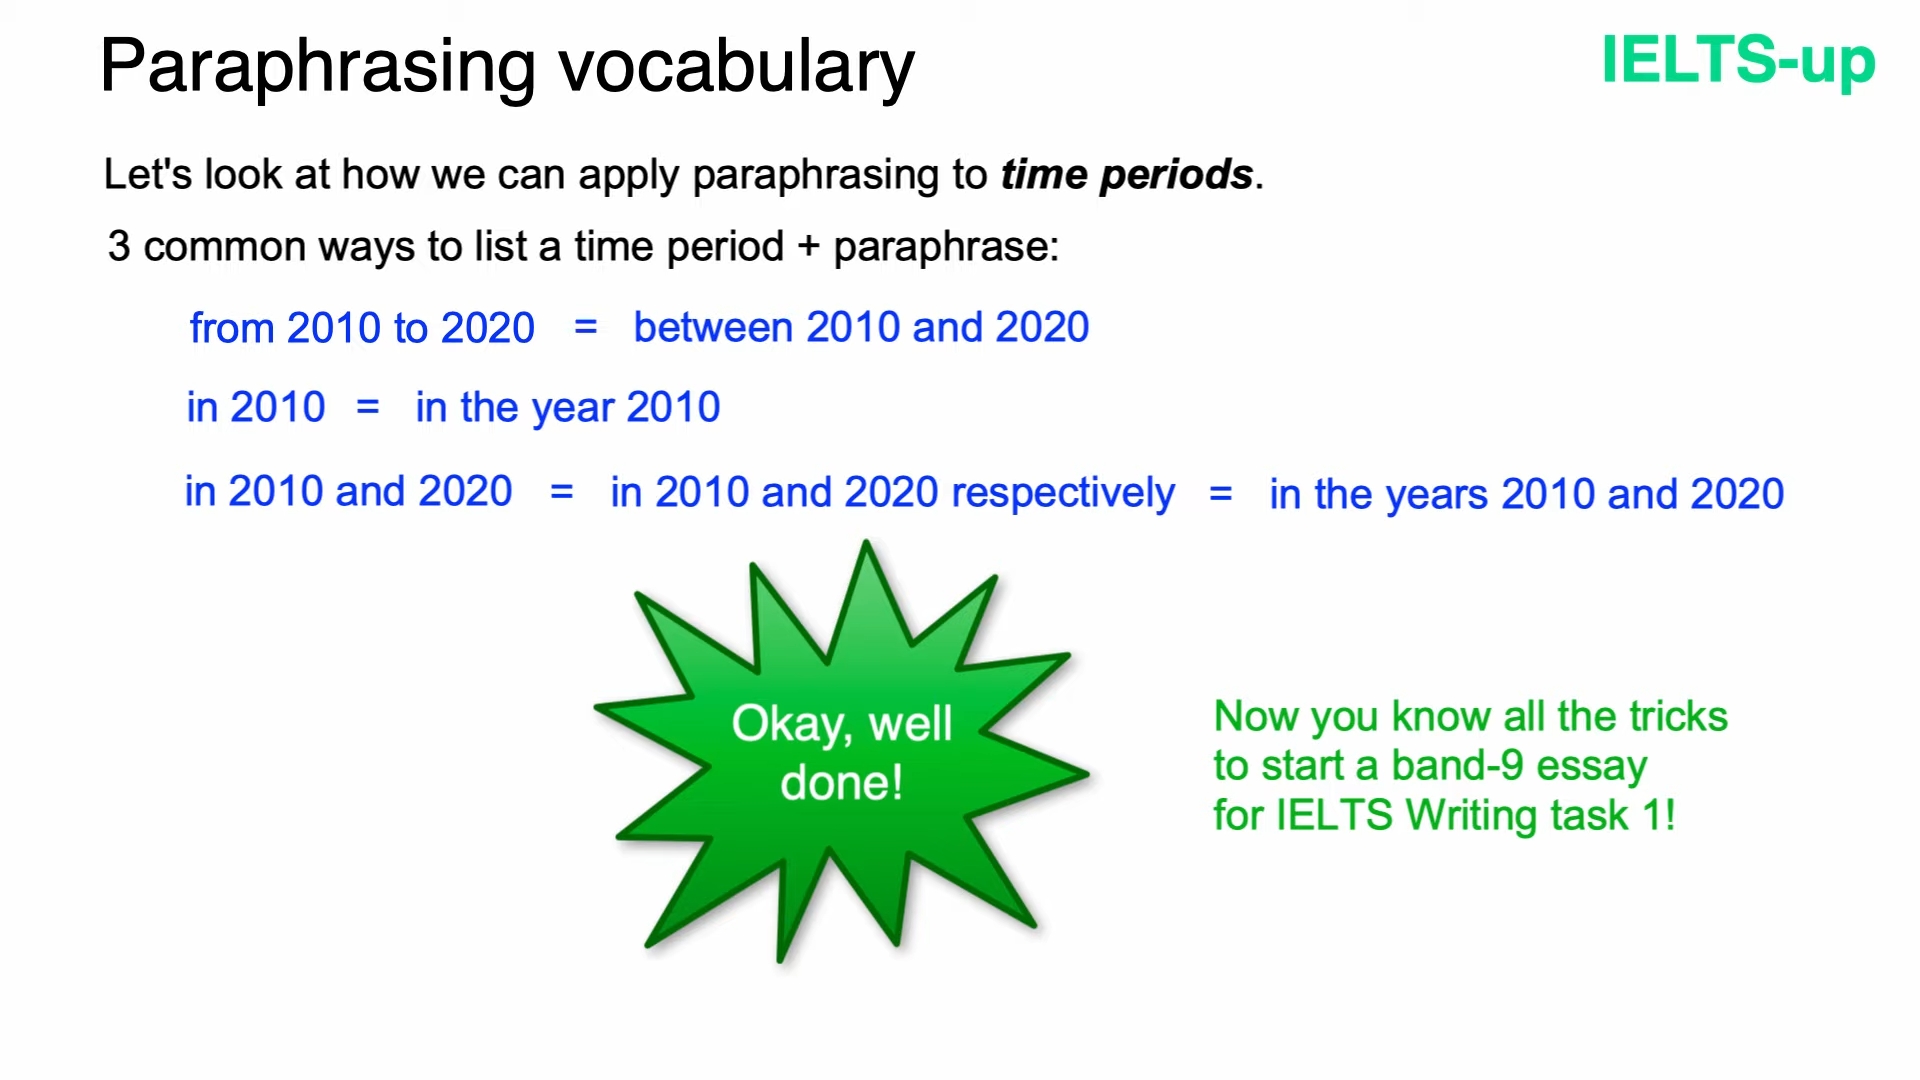 Paraphrasing vocabulary
IELTS-up
Let's look at how we can apply paraphrasing to time periods.
3 common ways to list a time period + paraphrase:
from 2010 to 2020 = between 2010 and 2020
in 2010 = in the year 2010
in 2010 and 2020 = in 2010 and 2020 respectively = in the years 2010 and 2020
Okay, well
done!
Now you know all the tricks
to start a band-9 essay
for IELTS Writing task 1!